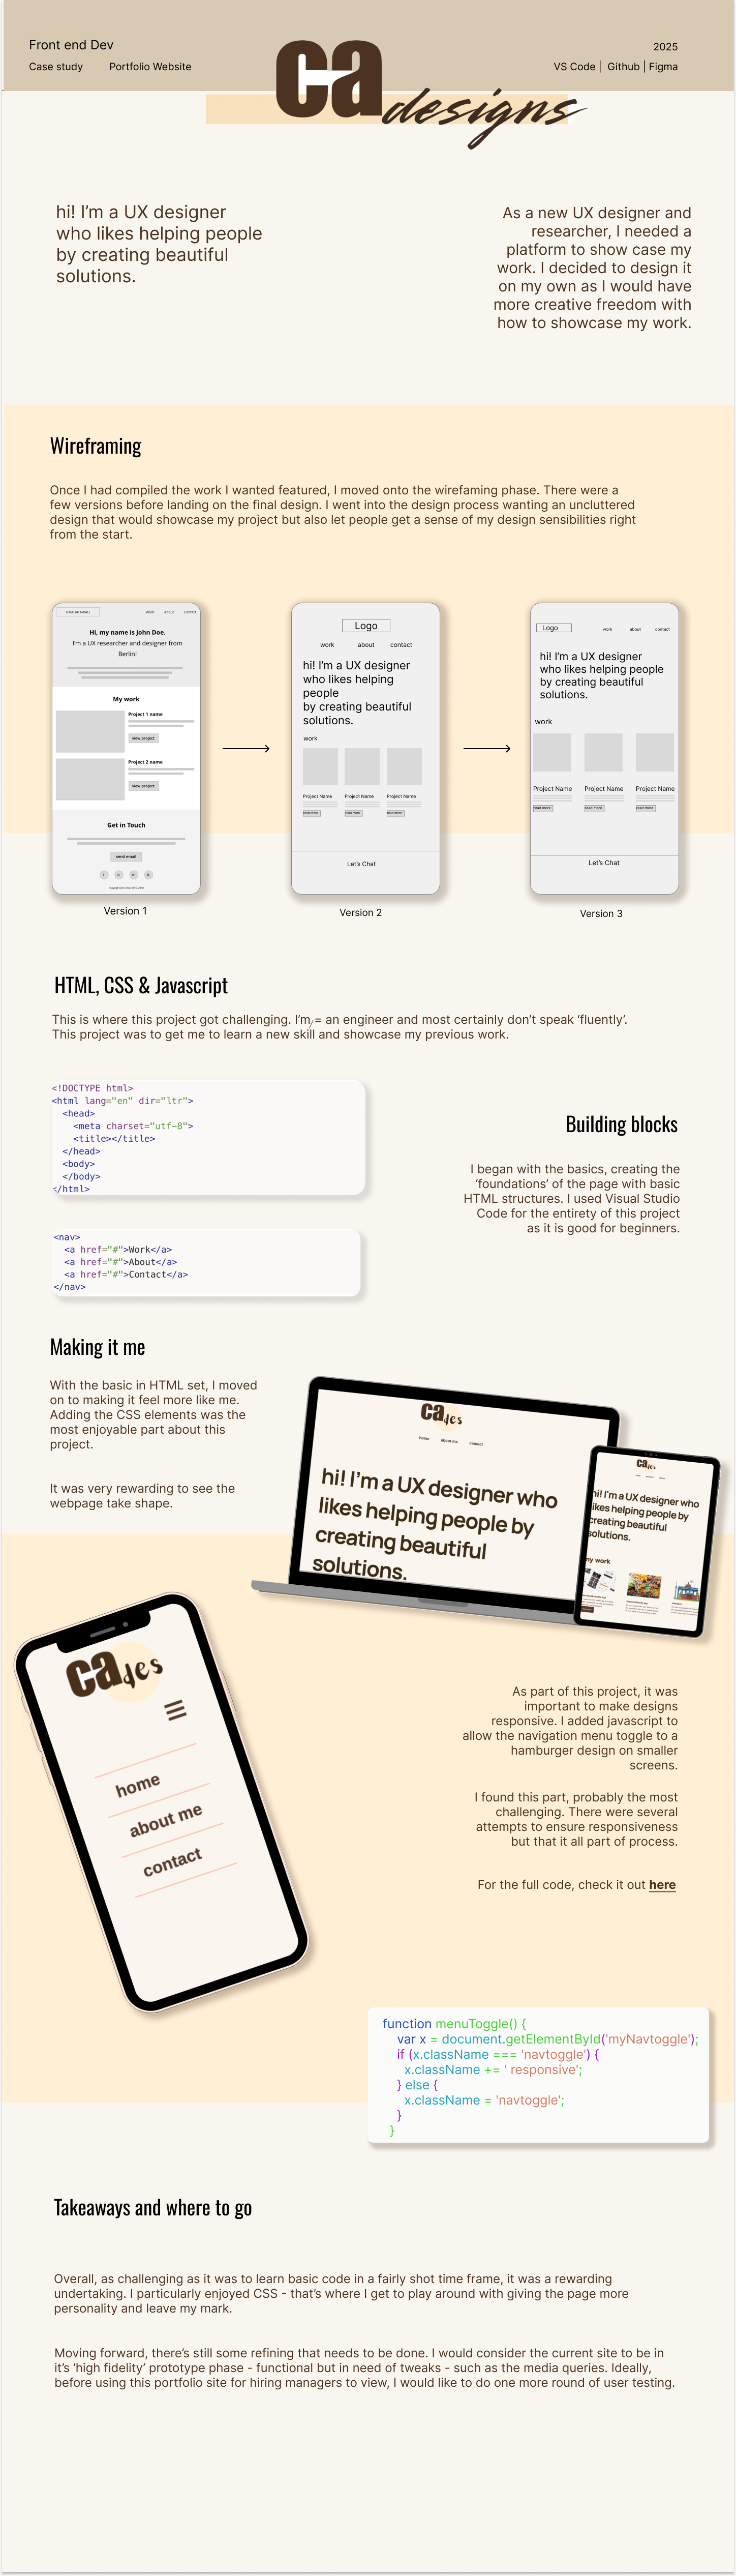 Front end Dev
Case study Portfolio Website
2025
VS Code | Github | Figma
ca designs
hi! I'm a UX designer
who likes helping people
by creating beautiful
solutions.
As a new UX designer and
researcher, I needed a
platform to show case my
work. I decided to design it
on my own as I would have
more creative freedom with
how to showcase my work.
Wireframing
Once I had compiled the work I wanted featured, I moved onto the wirefaming phase. There were a
few versions before landing on the final design. I went into the design process wanting an uncluttered
design that would showcase my project but also let people get a sense of my design sensibilities right
from the start.
LOGO (or NAME) Work About Contact
Hi, my name is John Doe.
I'm a UX researcher and designer from
Berlin!
My work
Project 1 name
view project
Project 2 name
view project
Get in Touch
send email
Version 1
Logo
work about contact
hi! I'm a UX designer
who likes helping
people
by creating beautiful
solutions.
work
Project Name Project Name Project Name
read more read more read more
Let's Chat
Version 2
Logo work about contact
hi! I'm a UX designer
who likes helping people
by creating beautiful
solutions.
work
Project Name Project Name Project Name
read more read more read more
Let's Chat
Version 3
HTML, CSS & Javascript
This is where this project got challenging. I'm/= an engineer and most certainly don't speak 'fluently'.
This project was to get me to learn a new skill and showcase my previous work.
<!DOCTYPE html>
<html lang="en" dir="ltr">
<head>
<meta charset="utf-8">
<title></title>
</head>
<body>
</body>
</html>
Building blocks
I began with the basics, creating the
'foundations' of the page with basic
HTML structures. I used Visual Studio
Code for the entirety of this project
as it is good for beginners.
<nav>
<a href="#">Work</a>
<a href="#">About</a>
<a href="#">Contact</a>
</nav>
Making it me
With the basic in HTML set, I moved
on to making it feel more like me.
Adding the CSS elements was the
most enjoyable part about this
project.
It was very rewarding to see the
webpage take shape.
ca des
home about me contact
hi! I'm a UX designer who
likes helping people by
creating beautiful
solutions.
ca des
hi! I'm a UX designer who
likes helping people by
creating beautiful
solutions.
my work
ca des
home
about me
contact
As part of this project, it was
important to make designs
responsive. I added javascript to
allow the navigation menu toggle to a
hamburger design on smaller
screens.
I found this part, probably the most
challenging. There were several
attempts to ensure responsiveness
but that it all part of process.
For the full code, check it out here
function menuToggle() {
var x = document.getElementById('myNavtoggle');
if (x.className === 'navtoggle') {
x.className += ' responsive';
} else {
x.className = 'navtoggle';
}
}
Takeaways and where to go
Overall, as challenging as it was to learn basic code in a fairly shot time frame, it was a rewarding
undertaking. I particularly enjoyed CSS - that's where I get to play around with giving the page more
personality and leave my mark.
Moving forward, there's still some refining that needs to be done. I would consider the current site to be in
it's 'high fidelity' prototype phase - functional but in need of tweaks - such as the media queries. Ideally,
before using this portfolio site for hiring managers to view, I would like to do one more round of user testing.